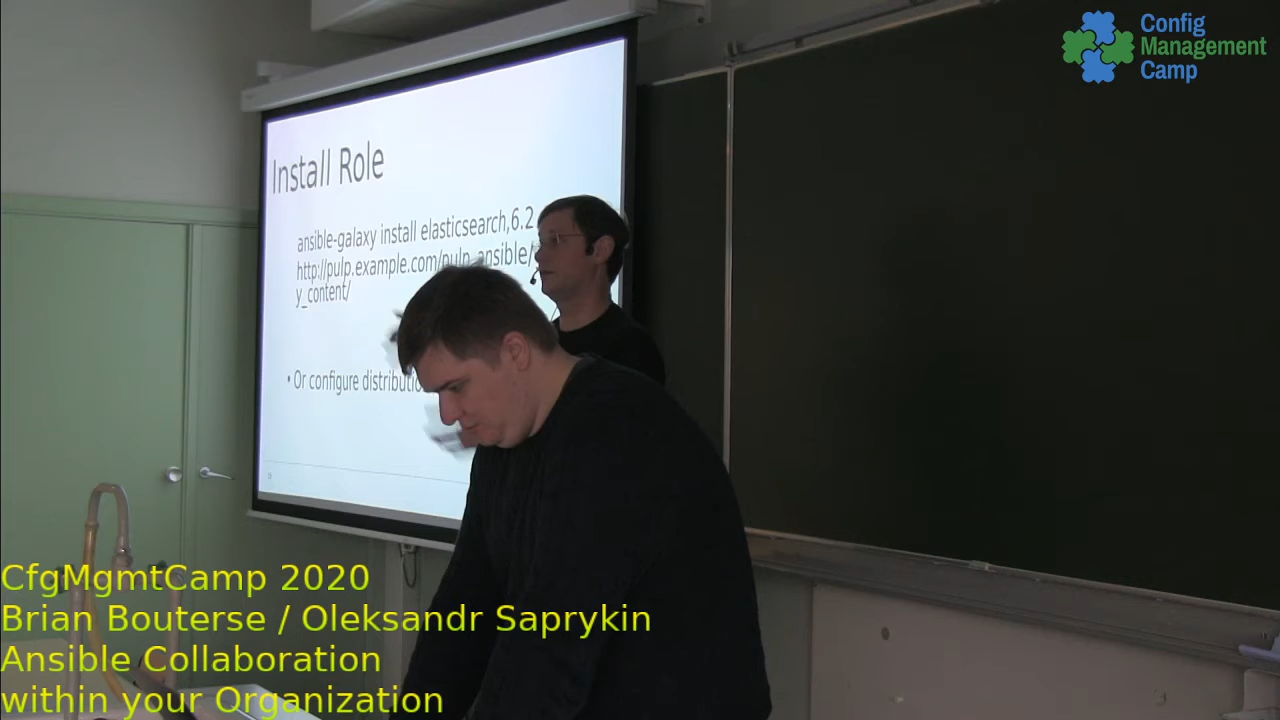 Config
Management
Camp
Install Role
ansible-galaxy install elasticsearch,6.2
http://pulp.example.com/pulp_ansible/
y_content/
• Or configure distributio
CfgMgmtCamp 2020
Brian Bouterse / Oleksandr Saprykin
Ansible Collaboration
within your Organization